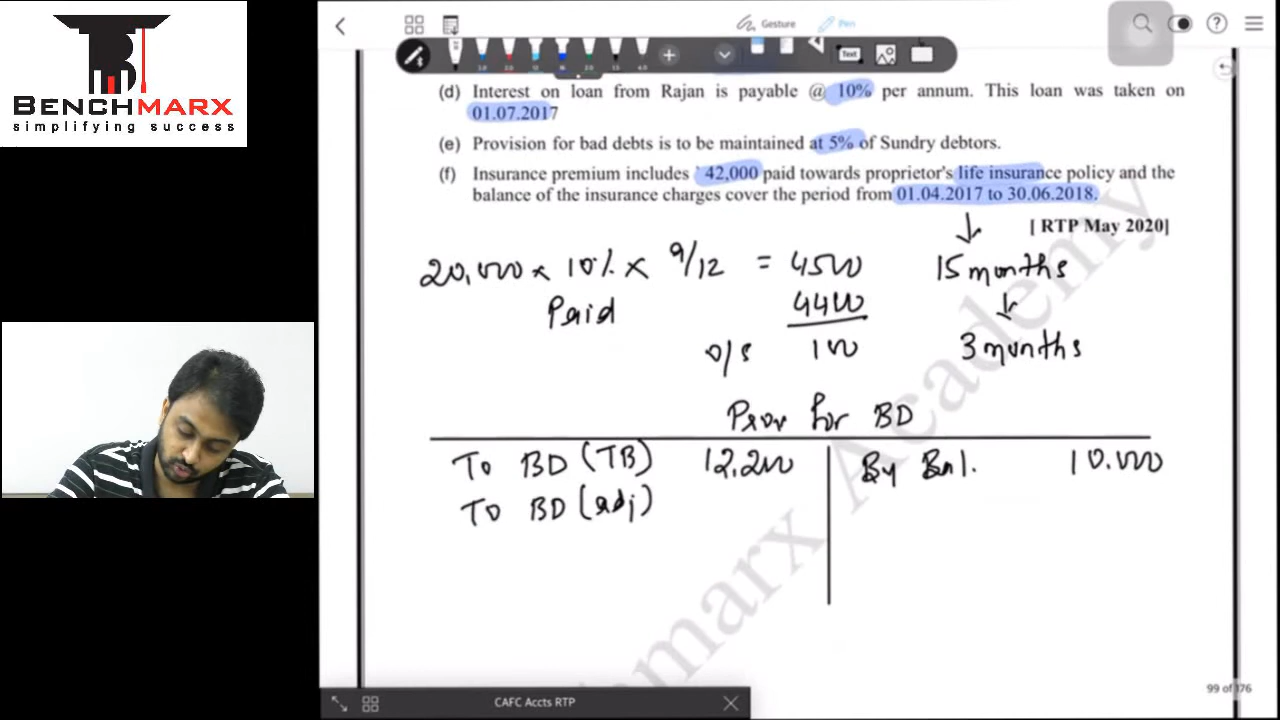 BENCHMARX
simplifying success
Gesture
Pen
Text
(d) Interest on loan from Rajan is payable @ 10% per annum. This loan was taken on
01.07.2017
(e) Provision for bad debts is to be maintained at 5% of Sundry debtors.
(f) Insurance premium includes ` 42,000 paid towards proprietor's life insurance policy and the
balance of the insurance charges cover the period from 01.04.2017 to 30.06.2018.
[ RTP May 2020]
20,000 x 10% x 9/12 = 4500
15 months
Paid 4400
o/s 100
3 months
Prov for BD
To BD (TB) 12,200
By Bal. 10,000
To BD (adj)
marx Academy
99 of 176
CAFC Accts RTP